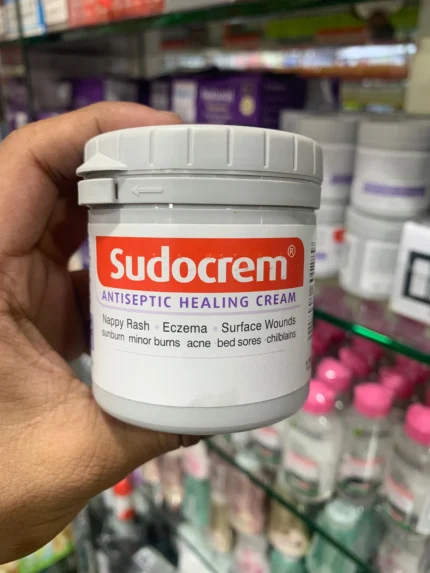 Sudocrem®
ANTISEPTIC HEALING CREAM
Nappy Rash • Eczema • Surface Wounds
sunburn minor burns acne bed sores chilblains